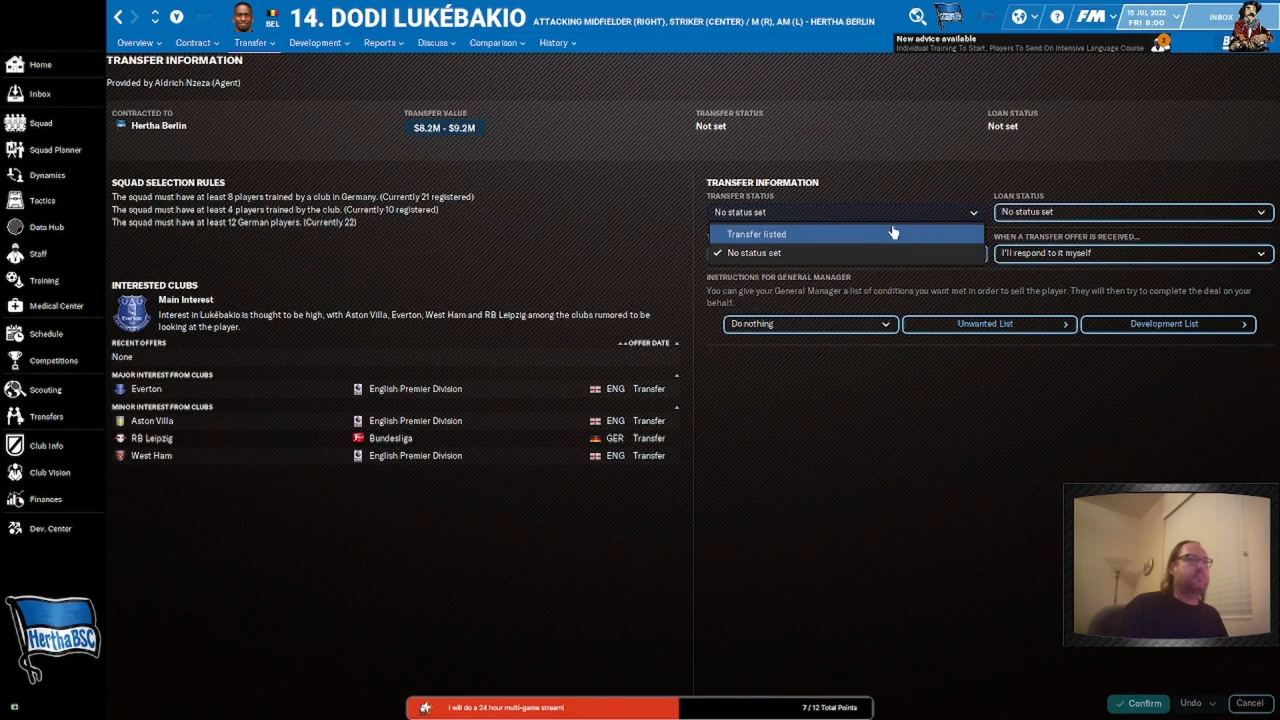 14. DODI LUKÉBAKIO
ATTACKING MIDFIELDER (RIGHT), STRIKER (CENTER) / M (R), AM (L) - HERTHA BERLIN
BEL
FM
15 JUL 2022
FRI 8:00
INBOX
Overview
Contract
Transfer
Development
Reports
Discuss
Comparison
History
New advice available
Individual Training To Start, Players To Send On Intensive Language Course
2
Home
Inbox
Squad
Squad Planner
Dynamics
Tactics
Data Hub
Staff
Training
Medical Center
Schedule
Competitions
Scouting
Transfers
Club Info
Club Vision
Finances
Dev. Center
Hertha BSC
TRANSFER INFORMATION
Provided by Aldrich Nzeza (Agent)
CONTRACTED TO
Hertha Berlin
TRANSFER VALUE
$8.2M - $9.2M
TRANSFER STATUS
Not set
LOAN STATUS
Not set
SQUAD SELECTION RULES
The squad must have at least 8 players trained by a club in Germany. (Currently 21 registered)
The squad must have at least 4 players trained by the club. (Currently 10 registered)
The squad must have at least 12 German players. (Currently 22)
INTERESTED CLUBS
Everton
Main Interest
Interest in Lukébakio is thought to be high, with Aston Villa, Everton, West Ham and RB Leipzig among the clubs rumored to be
looking at the player.
RECENT OFFERS
OFFER DATE
None
MAJOR INTEREST FROM CLUBS
Everton English Premier Division ENG Transfer
MINOR INTEREST FROM CLUBS
Aston Villa English Premier Division ENG Transfer
RB Leipzig Bundesliga GER Transfer
West Ham English Premier Division ENG Transfer
TRANSFER INFORMATION
TRANSFER STATUS
No status set
Transfer listed
No status set
LOAN STATUS
No status set
WHEN A TRANSFER OFFER IS RECEIVED...
I'll respond to it myself
INSTRUCTIONS FOR GENERAL MANAGER
You can give your General Manager a list of conditions you want met in order to sell the player. They will then try to complete the deal on your
behalf.
Do nothing
Unwanted List
Development List
I will do a 24 hour multi-game stream!
7 / 12 Total Points
Confirm
Undo
Cancel